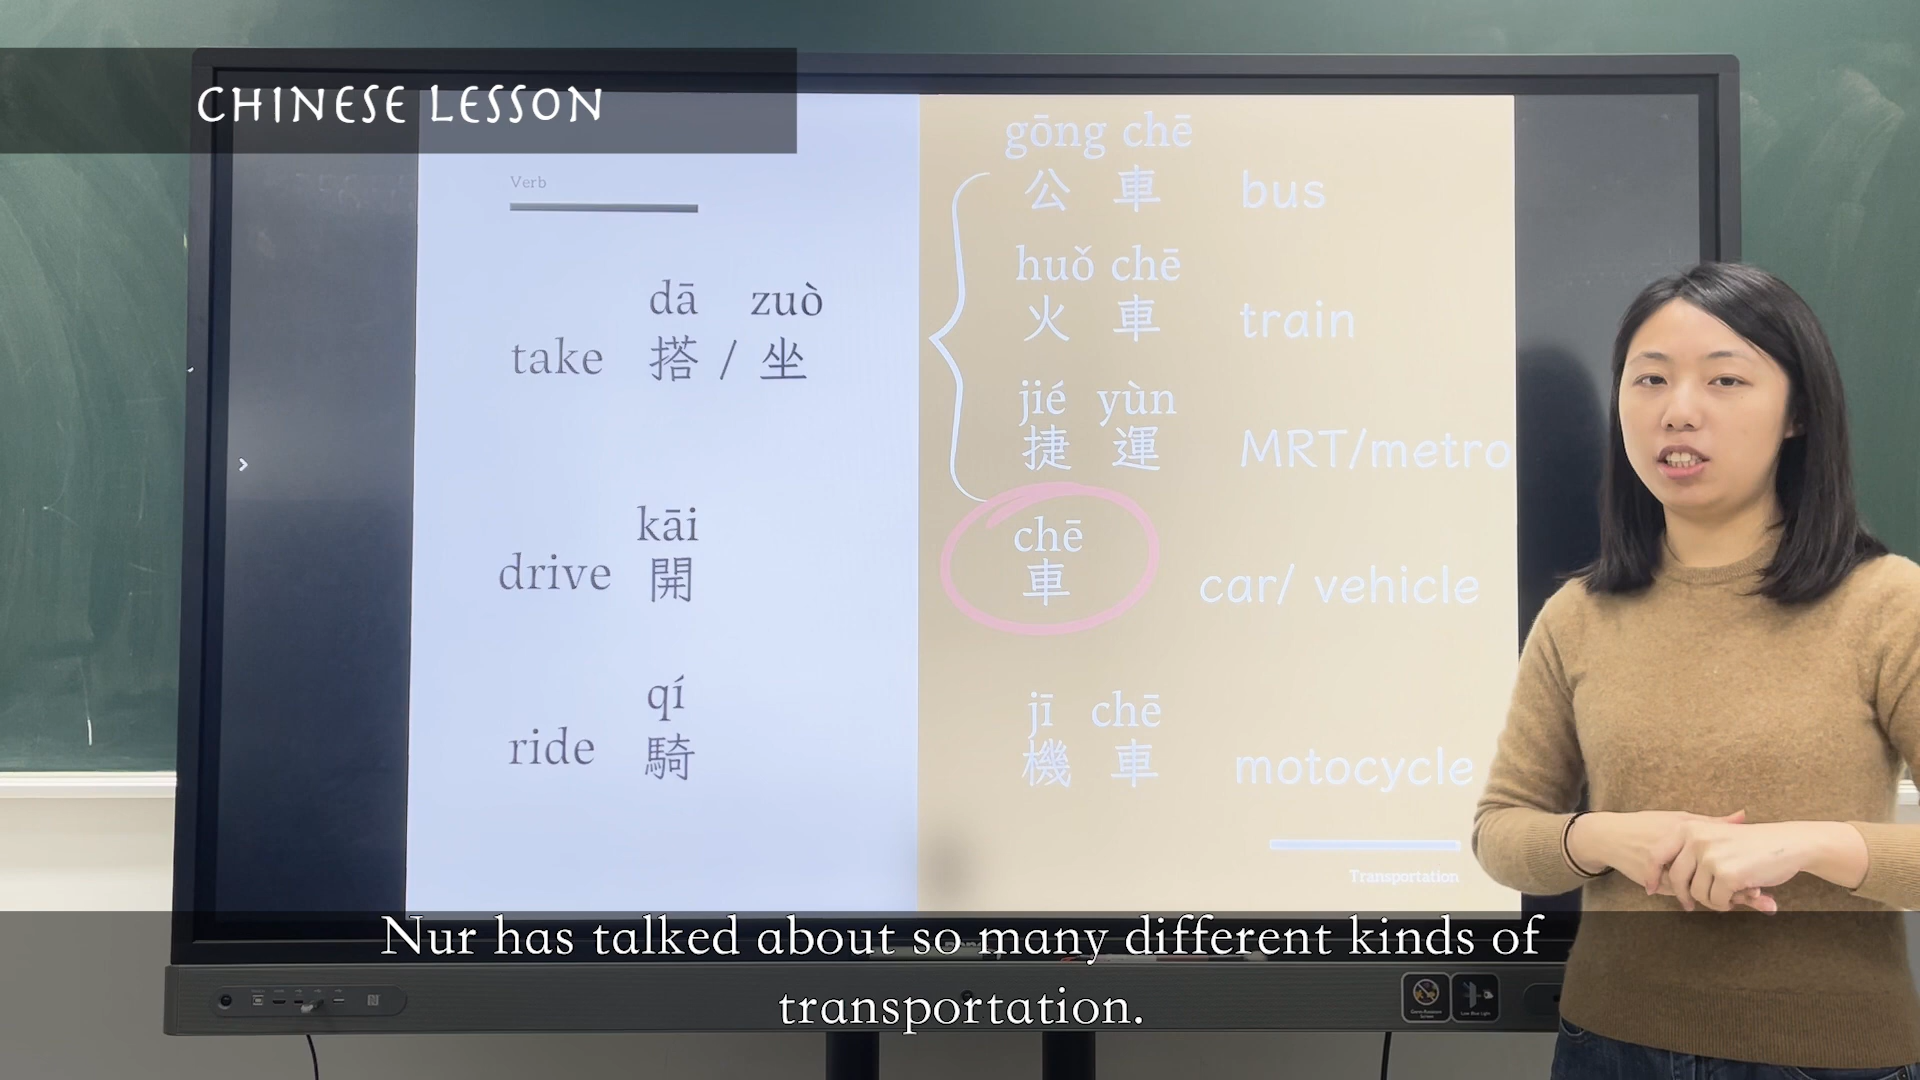 CHINESE LESSON
Verb
dā zuò
take 搭 / 坐
kāi
drive 開
qí
ride 騎
gōng chē
公 車 bus
huǒ chē
火 車 train
jié yùn
捷 運 MRT/metro
chē
車 car/ vehicle
jī chē
機 車 motocycle
Transportation
Nur has talked about so many different kinds of
transportation.